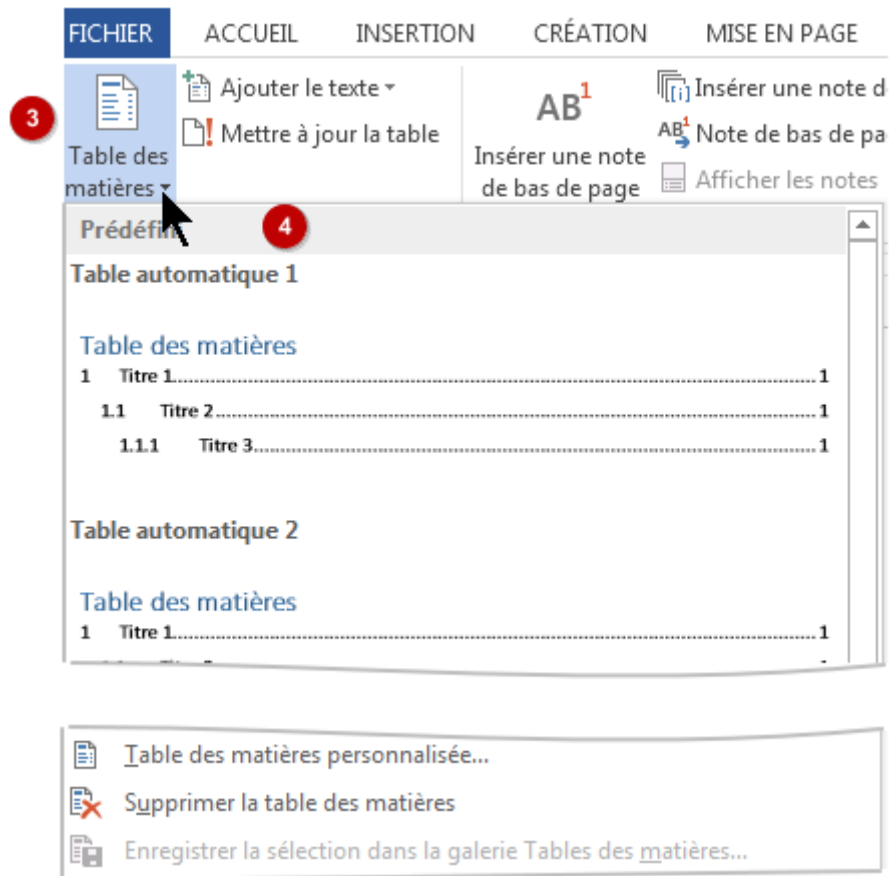 FICHIER ACCUEIL INSERTION CRÉATION MISE EN PAGE
3
Table des
matières
Ajouter le texte
Mettre à jour la table
AB1
Insérer une note
de bas de page
[i] Insérer une note d
AB1 Note de bas de pa
Afficher les notes
Prédéfin
4
Table automatique 1
Table des matières
1 Titre 1 1
1.1 Titre 2 1
1.1.1 Titre 3 1
Table automatique 2
Table des matières
1 Titre 1 1
Table des matières personnalisée...
Supprimer la table des matières
Enregistrer la sélection dans la galerie Tables des matières...